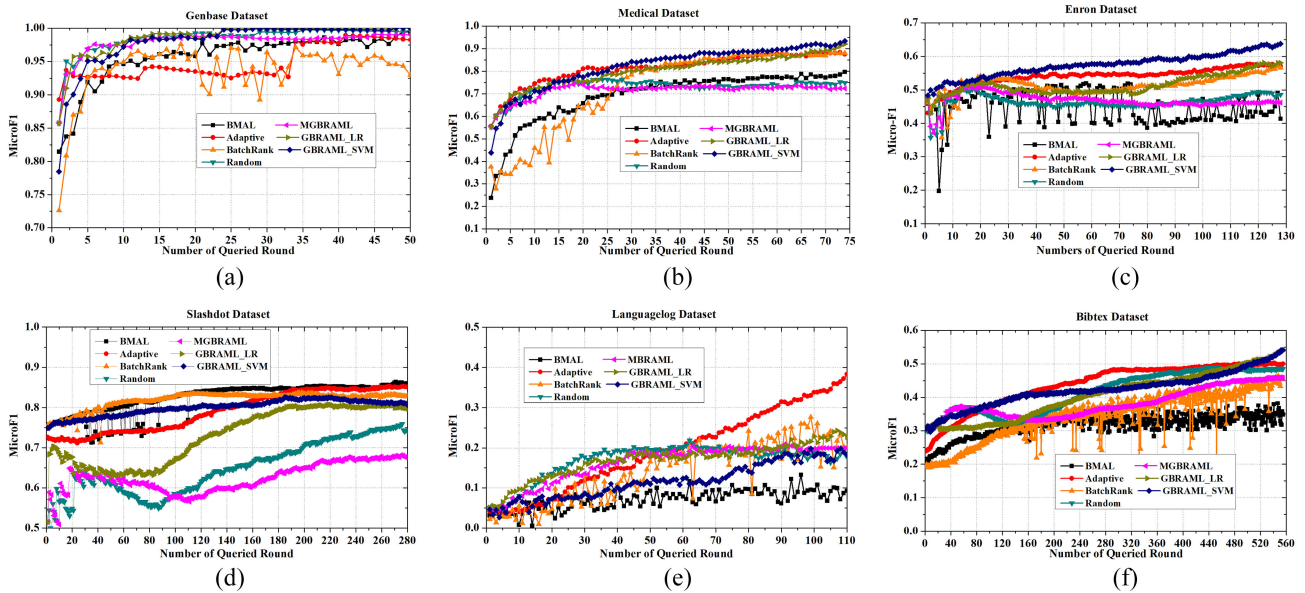 Genbase Dataset
MicroF1
1.00
0.95
0.90
0.85
0.80
0.75
0.70
BMAL MGBRAML
Adaptive GBRAML_LR
BatchRank GBRAML_SVM
Random
0 5 10 15 20 25 30 35 40 45 50
Number of Queried Round
(a)
Medical Dataset
MicroF1
1.0
0.9
0.8
0.7
0.6
0.5
0.4
0.3
0.2
0.1
BMAL MGBRAML
Adaptive GBRAML_LR
BatchRank GBRAML_SVM
Random
0 5 10 15 20 25 30 35 40 45 50 55 60 65 70 75
Number of Queried Round
(b)
Enron Dataset
Micro-F1
0.7
0.6
0.5
0.4
0.3
0.2
0.1
BMAL MGBRAML
Adaptive GBRAML_LR
BatchRank GBRAML_SVM
Random
0 10 20 30 40 50 60 70 80 90 100 110 120 130
Numbers of Queried Round
(c)
Slashdot Dataset
MicroF1
1.0
0.9
0.8
0.7
0.6
0.5
BMAL MGBRAML
Adaptive GBRAML_LR
BatchRank GBRAML_SVM
Random
0 20 40 60 80 100 120 140 160 180 200 220 240 260 280
Number of Queried Round
(d)
Languagelog Dataset
MicroF1
0.5
0.4
0.3
0.2
0.1
0.0
BMAL MBRAML
Adaptive GBRAML_LR
BatchRank GBRAML_SVM
Random
0 10 20 30 40 50 60 70 80 90 100 110
Number of Queried Round
(e)
Bibtex Dataset
MicroF1
0.6
0.5
0.4
0.3
0.2
0.1
0.0
BMAL MGBRAML
Adaptive GBRAML_LR
BatchRank GBRAML_SVM
Random
0 40 80 120 160 200 240 280 320 360 400 440 480 520 560
Number of Queried Round
(f)